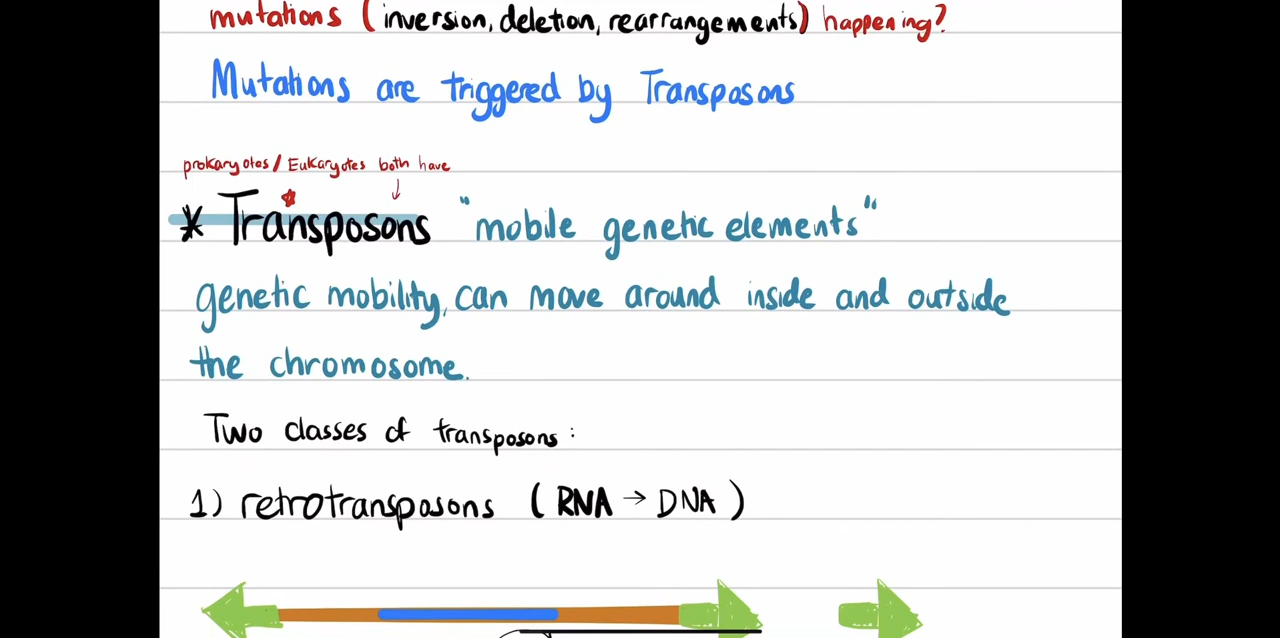 mutations (inversion, deletion, rearrangements) happening?
Mutations are triggered by Transposons
prokaryotes/Eukaryotes both have
* Transposons "mobile genetic elements"
genetic mobility, can move around inside and outside
the chromosome.
Two classes of transposons:
1) retrotransposons (RNA → DNA)